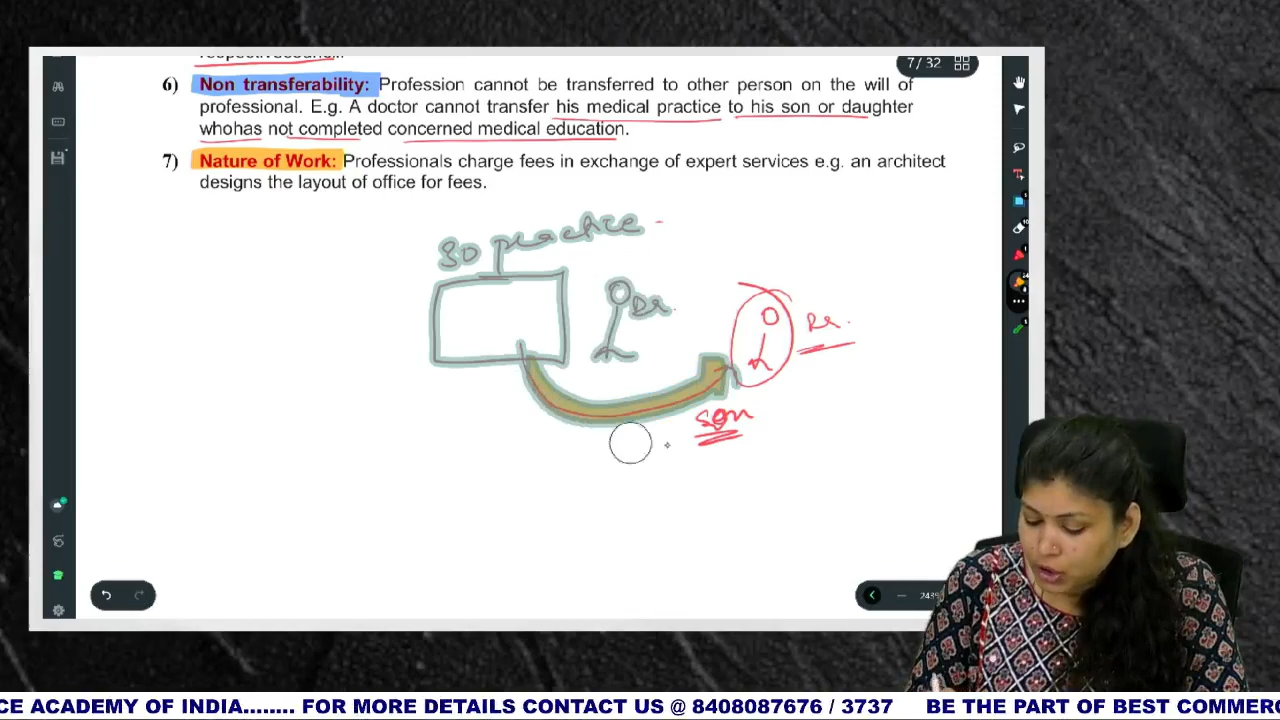 7 / 32
6) Non transferability: Profession cannot be transferred to other person on the will of
professional. E.g. A doctor cannot transfer his medical practice to his son or daughter
whohas not completed concerned medical education.
7) Nature of Work: Professionals charge fees in exchange of expert services e.g. an architect
designs the layout of office for fees.
30 practice
Dr.
Dr.
son
CE ACADEMY OF INDIA........ FOR MORE DETAILS CONTACT US @ 8408087676 / 3737 BE THE PART OF BEST COMMERC